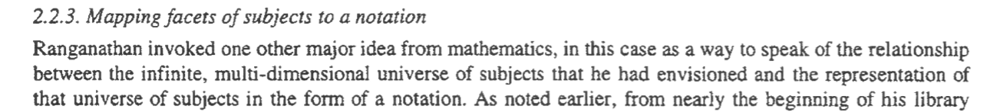 2.2.3. Mapping facets of subjects to a notation
Ranganathan invoked one other major idea from mathematics, in this case as a way to speak of the relationship
between the infinite, multi-dimensional universe of subjects that he had envisioned and the representation of
that universe of subjects in the form of a notation. As noted earlier, from nearly the beginning of his library